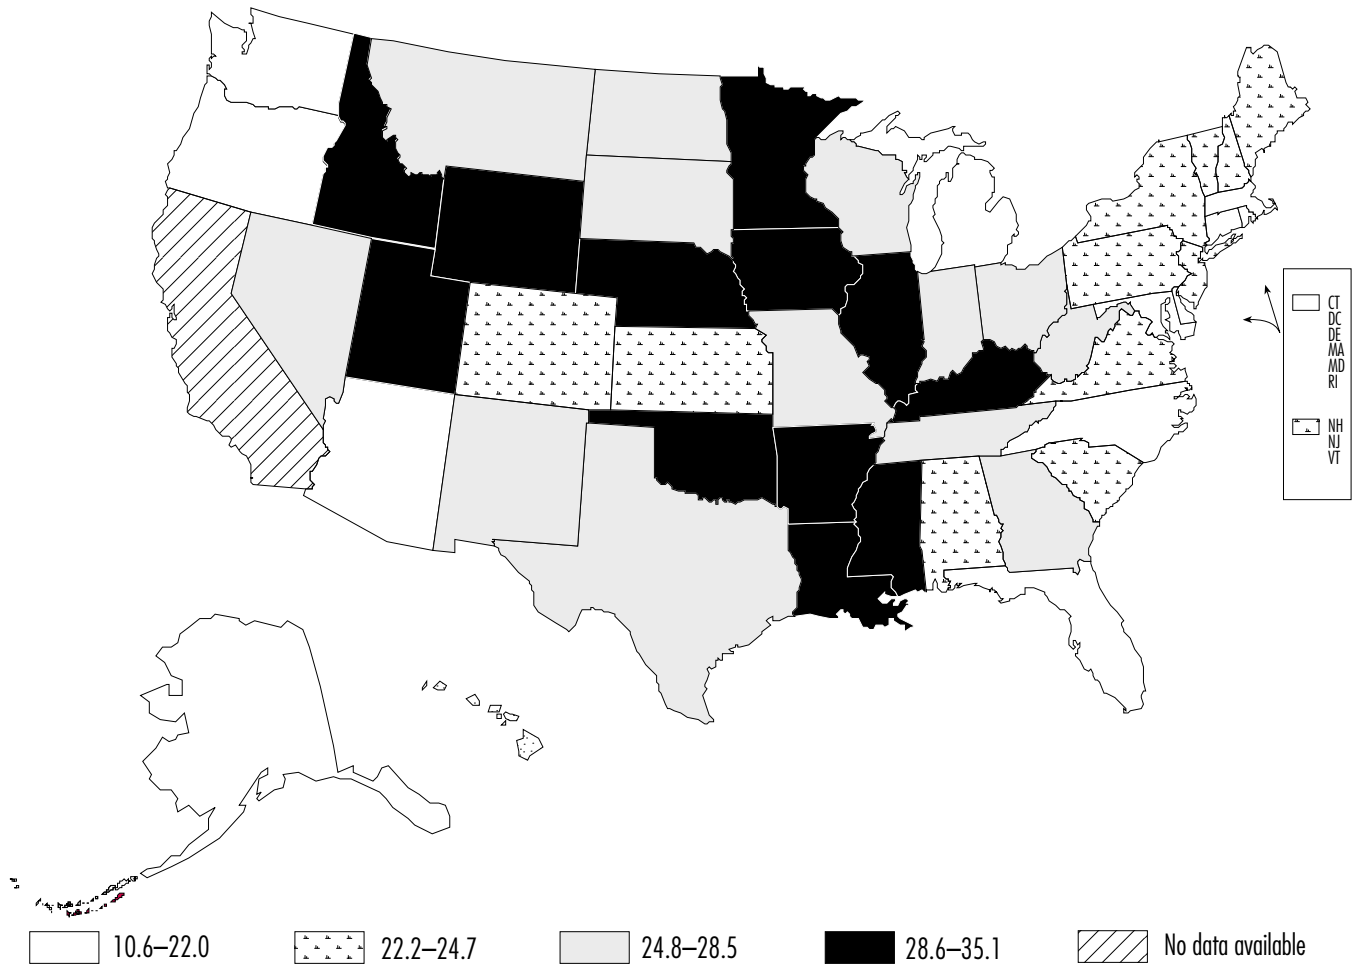 CT
DC
DE
MA
MD
RI
NH
NJ
VT
10.6–22.0
22.2–24.7
24.8–28.5
28.6–35.1
No data available